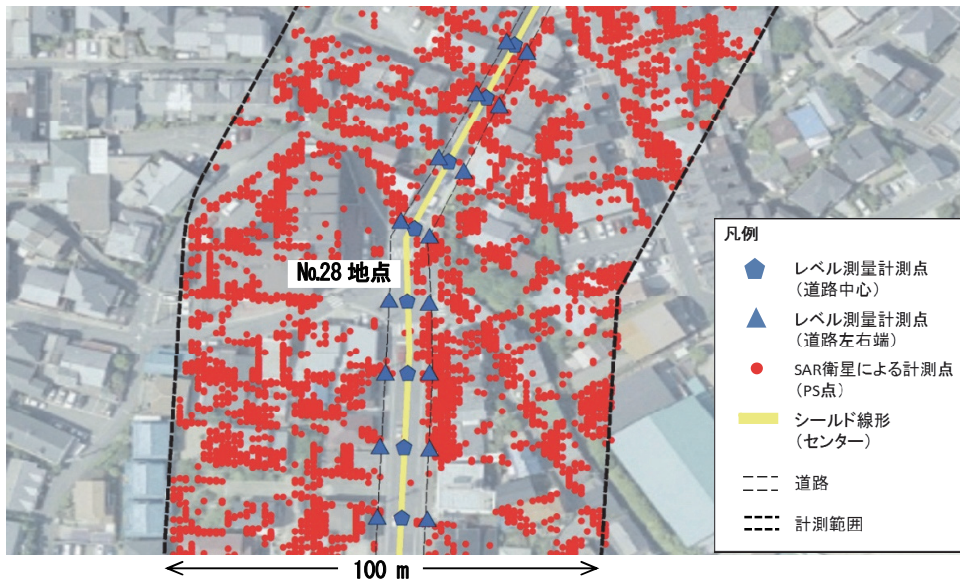 No.28 地点
凡例
レベル測量計測点
(道路中心)
レベル測量計測点
(道路左右端)
SAR衛星による計測点
(PS点)
シールド線形
(センター)
道路
計測範囲
100 m